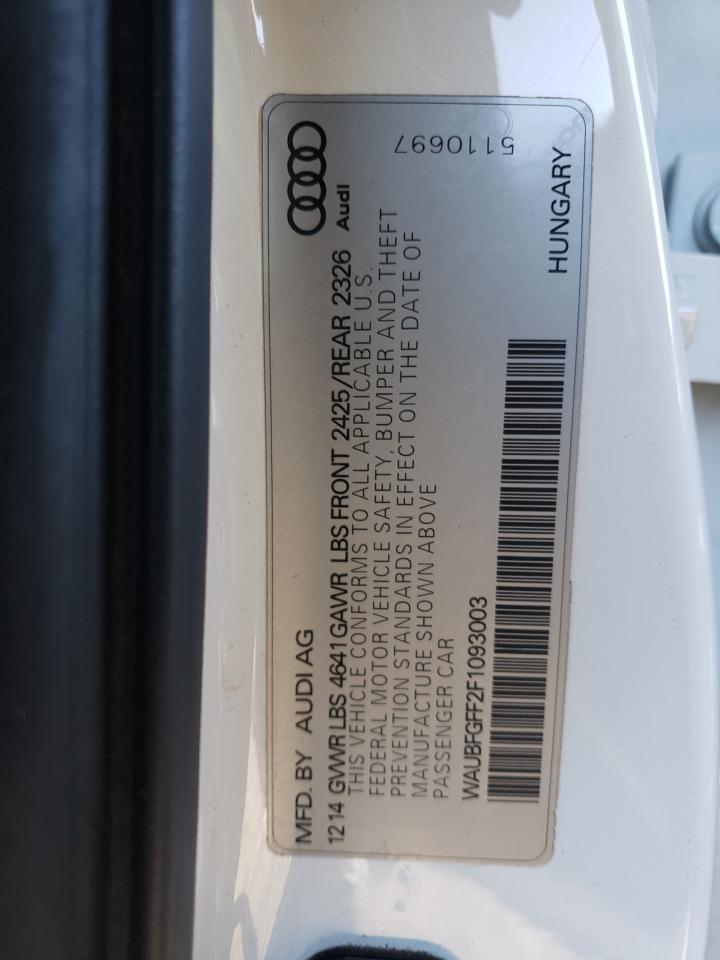 MFD. BY AUDI AG
1214 GVWR LBS 4641 GAWR LBS FRONT 2425/REAR 2326
Audi
THIS VEHICLE CONFORMS TO ALL APPLICABLE U.S.
FEDERAL MOTOR VEHICLE SAFETY, BUMPER AND THEFT
PREVENTION STANDARDS IN EFFECT ON THE DATE OF
MANUFACTURE SHOWN ABOVE
PASSENGER CAR
WAUBFGFF2F1093003
5110697
HUNGARY